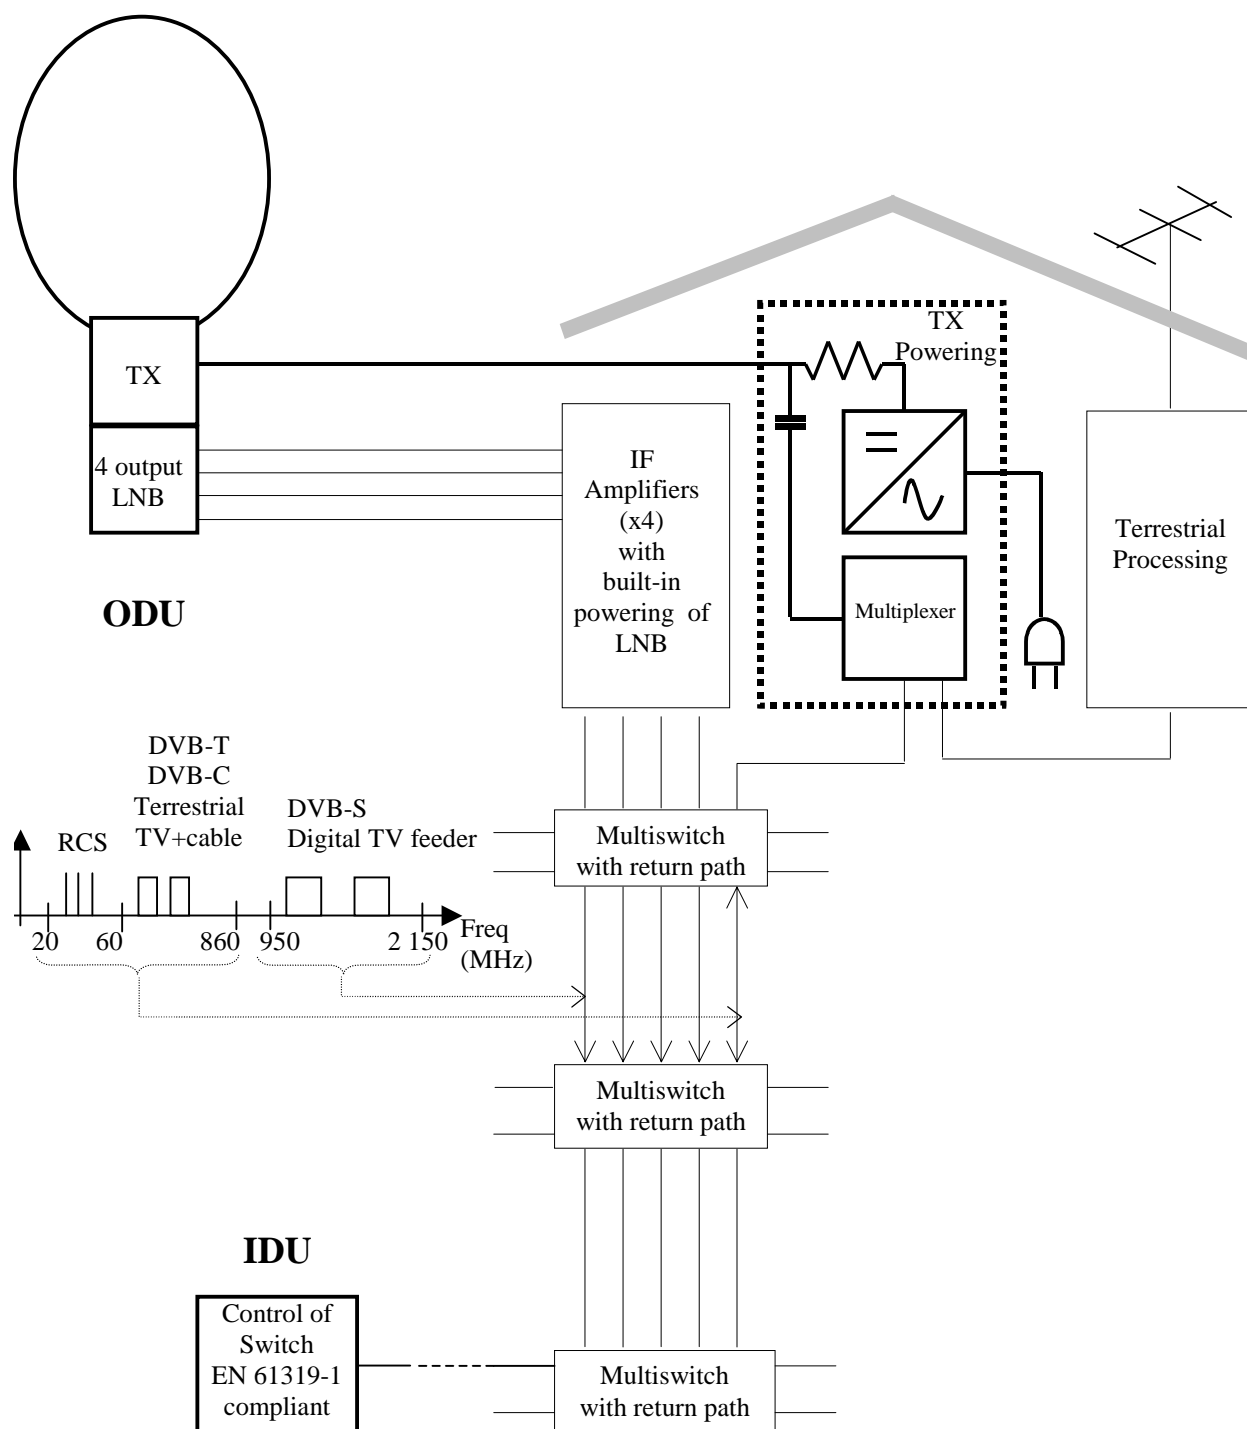 TX
Powering
TX
4 output
LNB
IF
Amplifiers
(x4)
with
built-in
powering of
LNB
Terrestrial
Processing
Multiplexer
ODU
DVB-T
DVB-C
Terrestrial
TV+cable
DVB-S
Digital TV feeder
RCS
20
60
860
950
2 150
Freq
(MHz)
Multiswitch
with return path
Multiswitch
with return path
IDU
Control of
Switch
EN 61319-1
compliant
Multiswitch
with return path